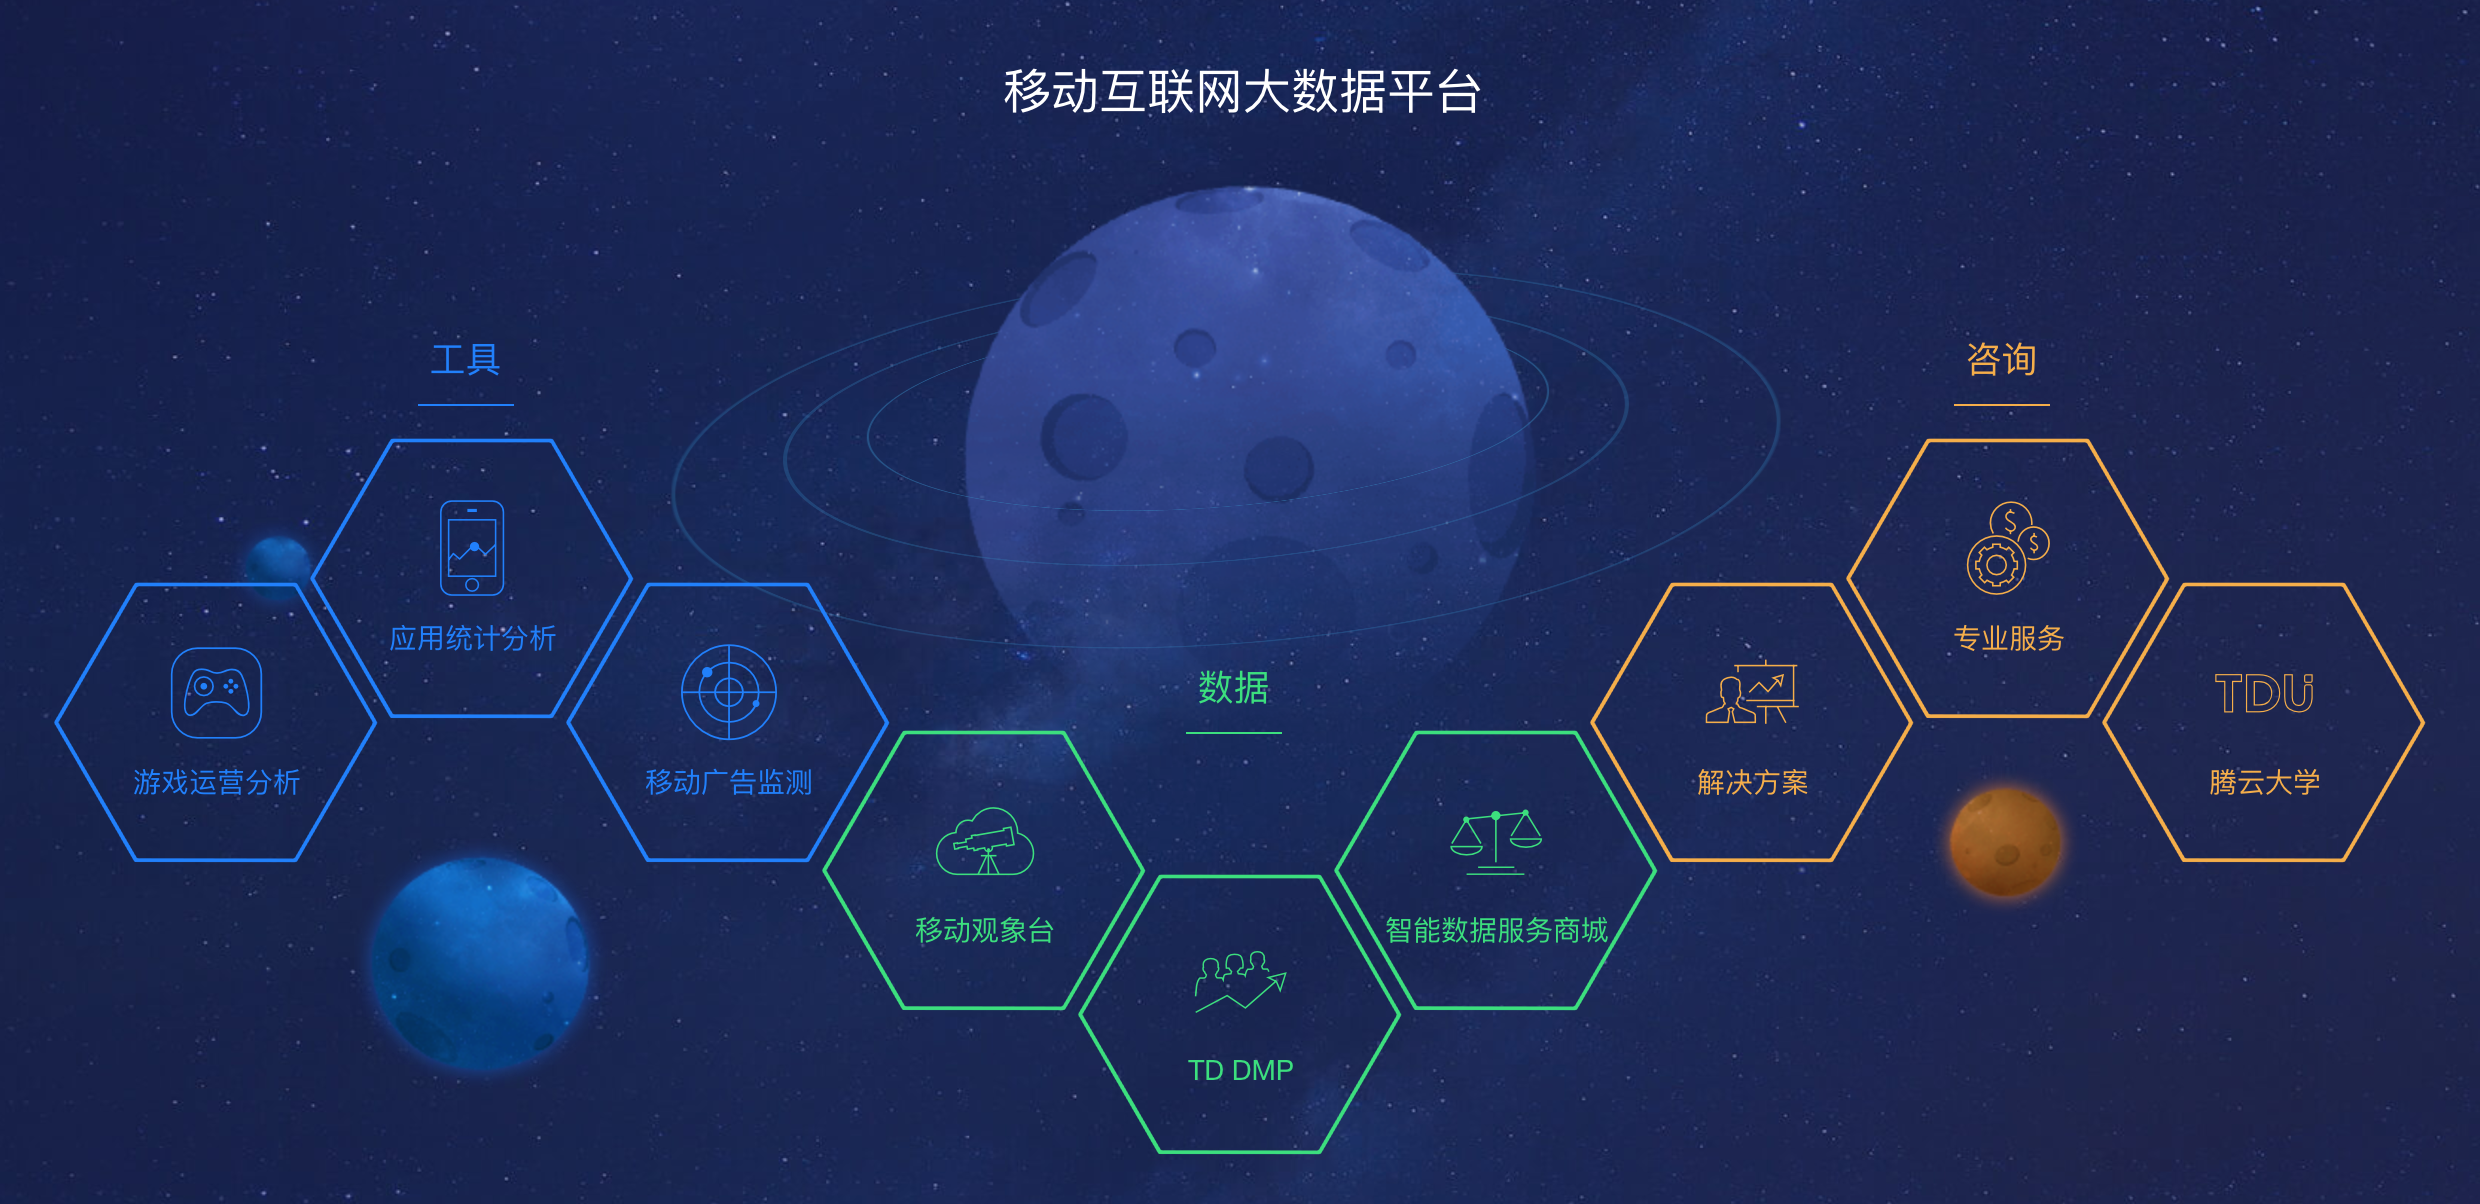 移动互联网大数据平台
工具
应用统计分析
游戏运营分析
移动广告监测
数据
移动观象台
TD DMP
智能数据服务商城
咨询
专业服务
解决方案
TDU
腾云大学